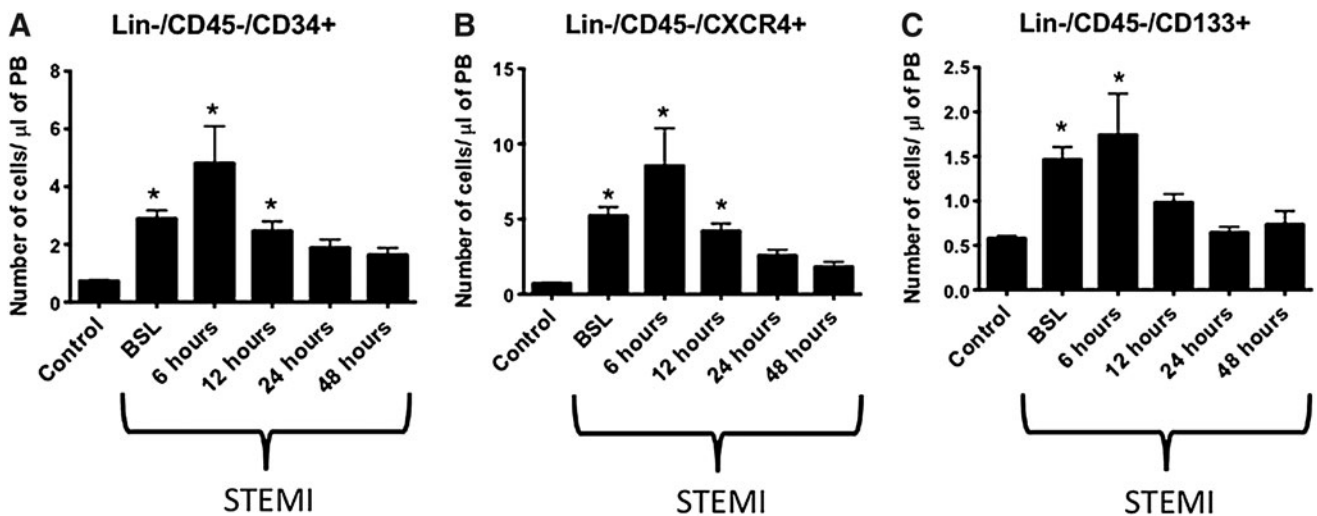 A
Lin-/CD45-/CD34+
Number of cells/ μl of PB
8
6
4
2
0
*
*
*
Control
BSL
6 hours
12 hours
24 hours
48 hours
STEMI
B
Lin-/CD45-/CXCR4+
Number of cells/ μl of PB
15
10
5
0
*
*
*
Control
BSL
6 hours
12 hours
24 hours
48 hours
STEMI
C
Lin-/CD45-/CD133+
Number of cells/ μl of PB
2.5
2.0
1.5
1.0
0.5
0.0
*
*
Control
BSL
6 hours
12 hours
24 hours
48 hours
STEMI